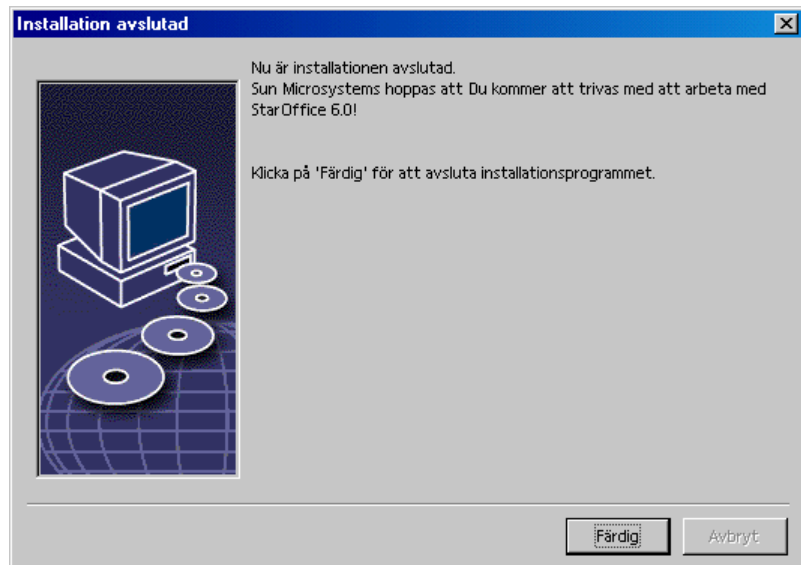 Installation avslutad
Nu är installationen avslutad.
Sun Microsystems hoppas att Du kommer att trivas med att arbeta med
StarOffice 6.0!
Klicka på 'Färdig' för att avsluta installationsprogrammet.
Färdig
Avbryt